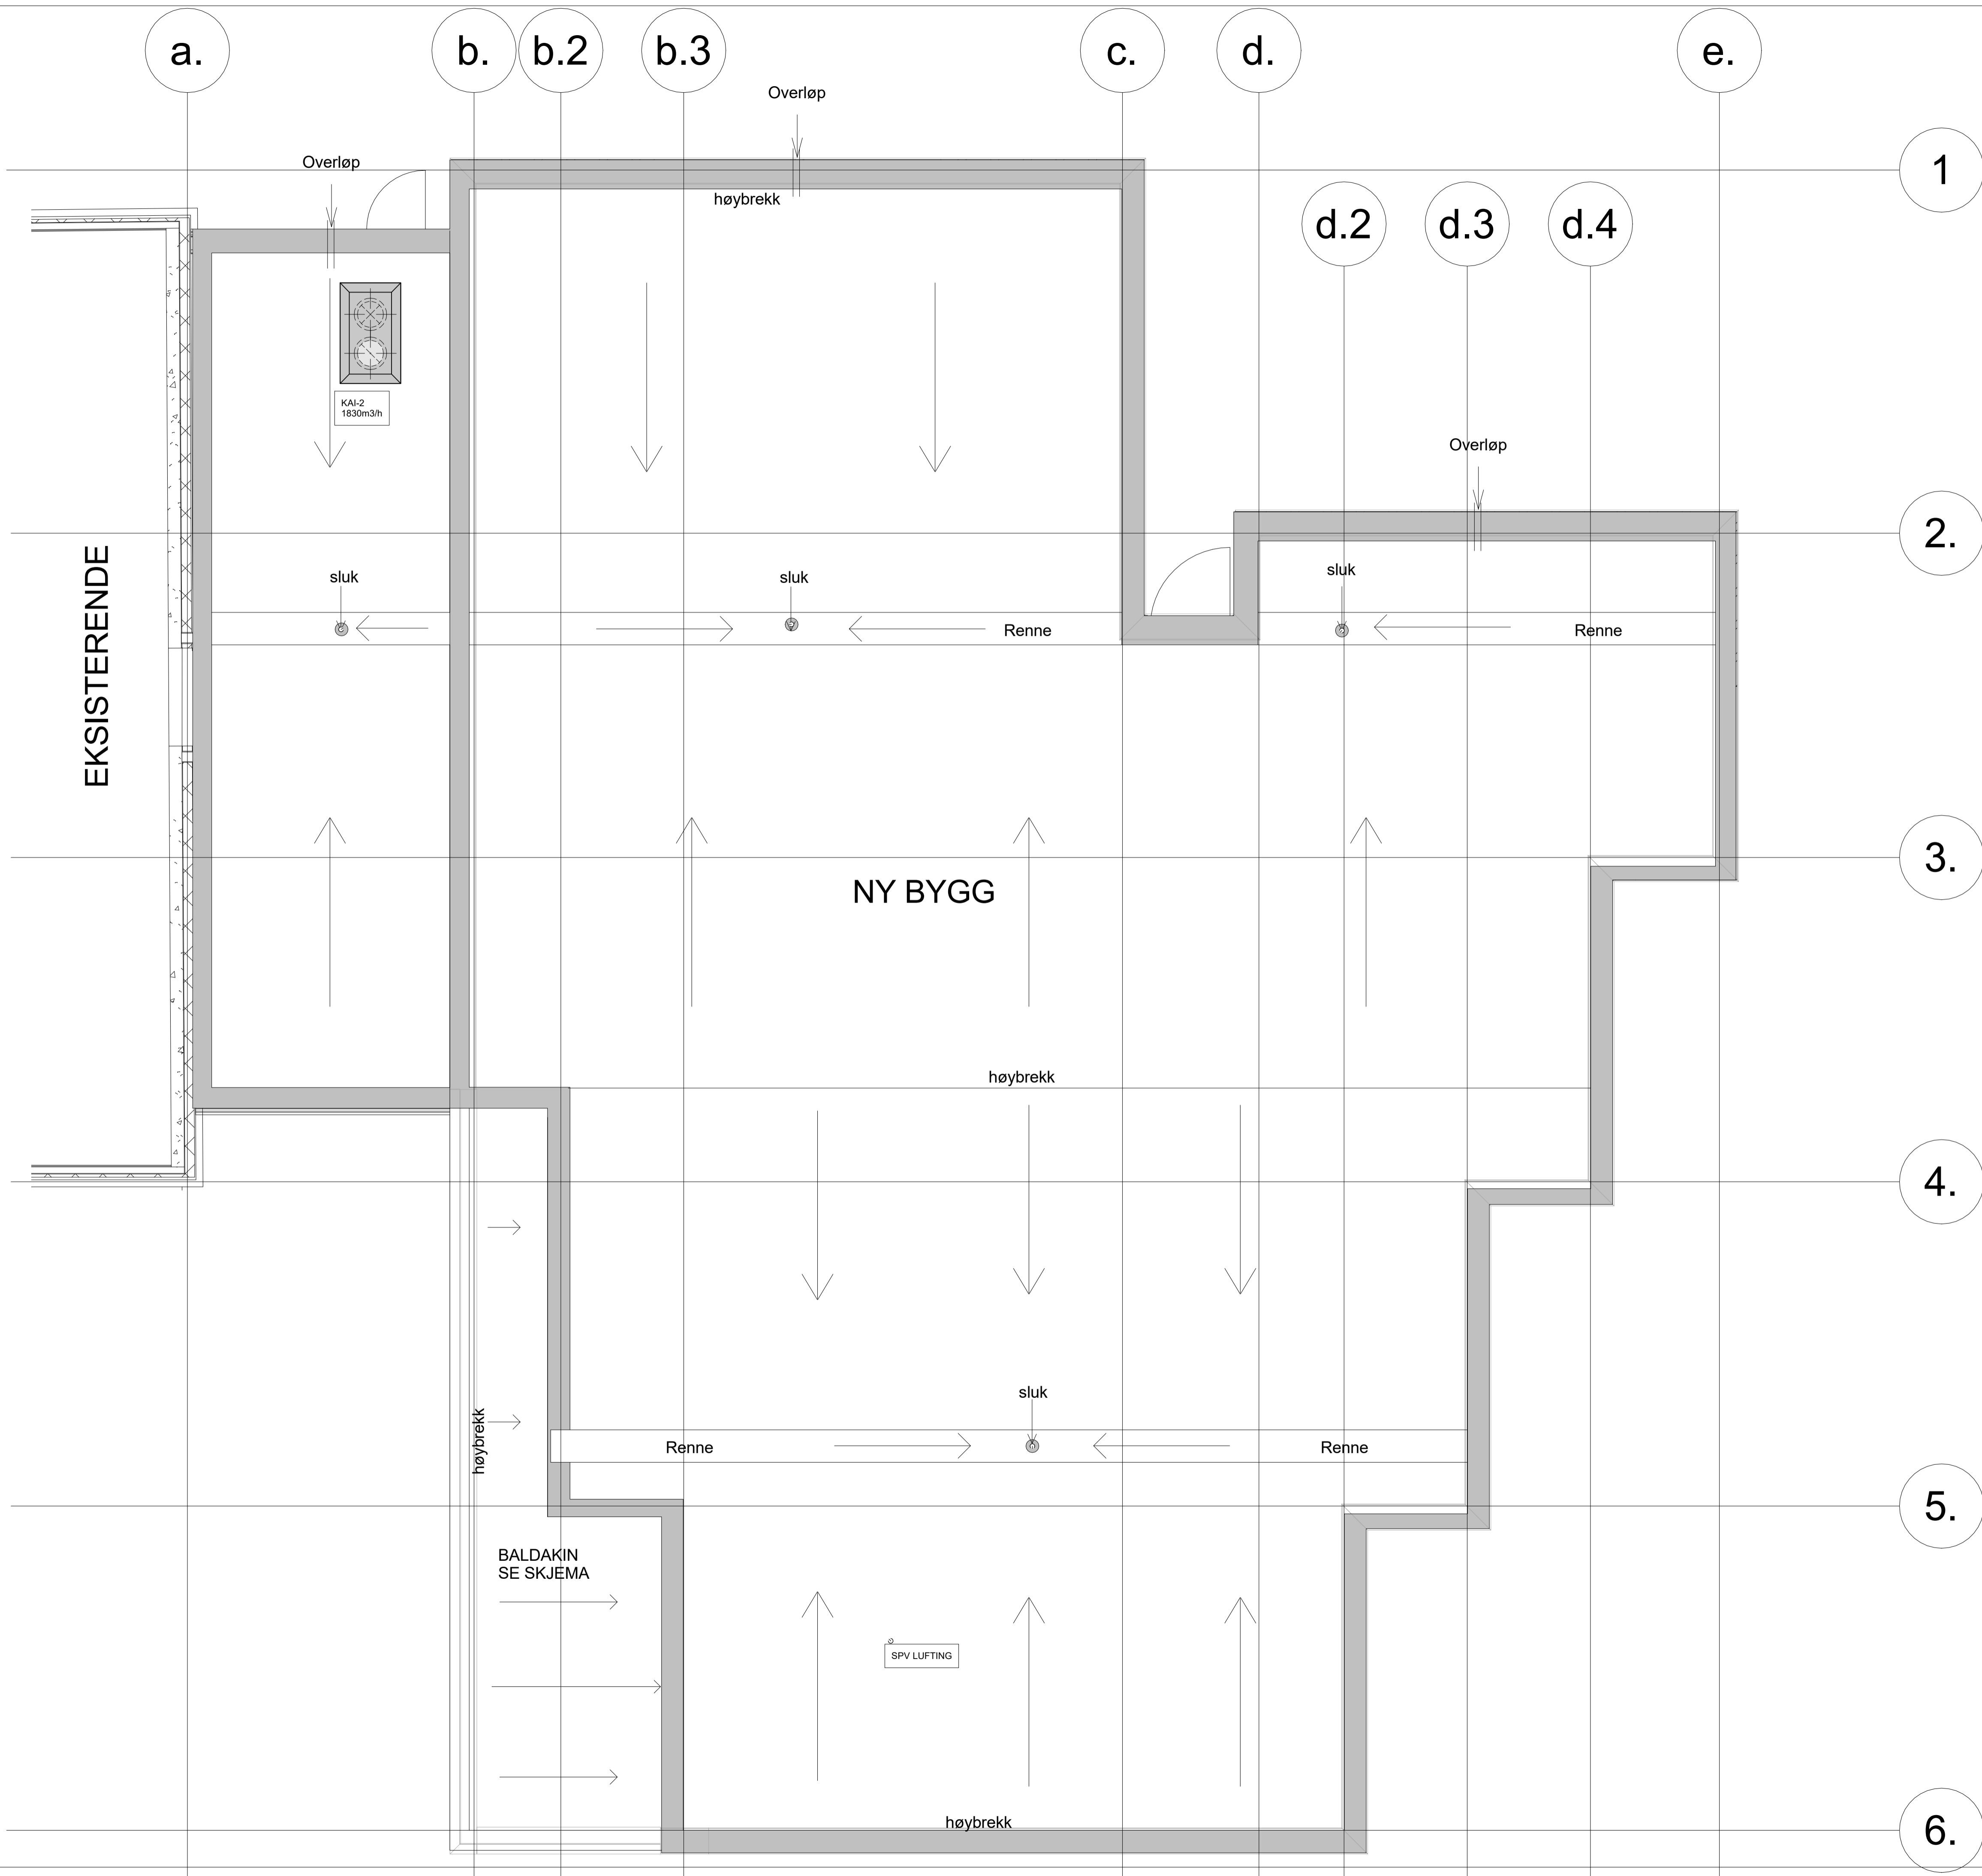 a.
b.
b.2
b.3
c.
d.
e.
Overløp
Overløp
1
høybrekk
d.2
d.3
d.4
KAI-2
1830m3/h
Overløp
2.
EKSISTERENDE
sluk
sluk
sluk
Renne
Renne
3.
NY BYGG
høybrekk
4.
sluk
høybrekk
Renne
Renne
5.
BALDAKIN
SE SKJEMA
SPV LUFTING
høybrekk
6.